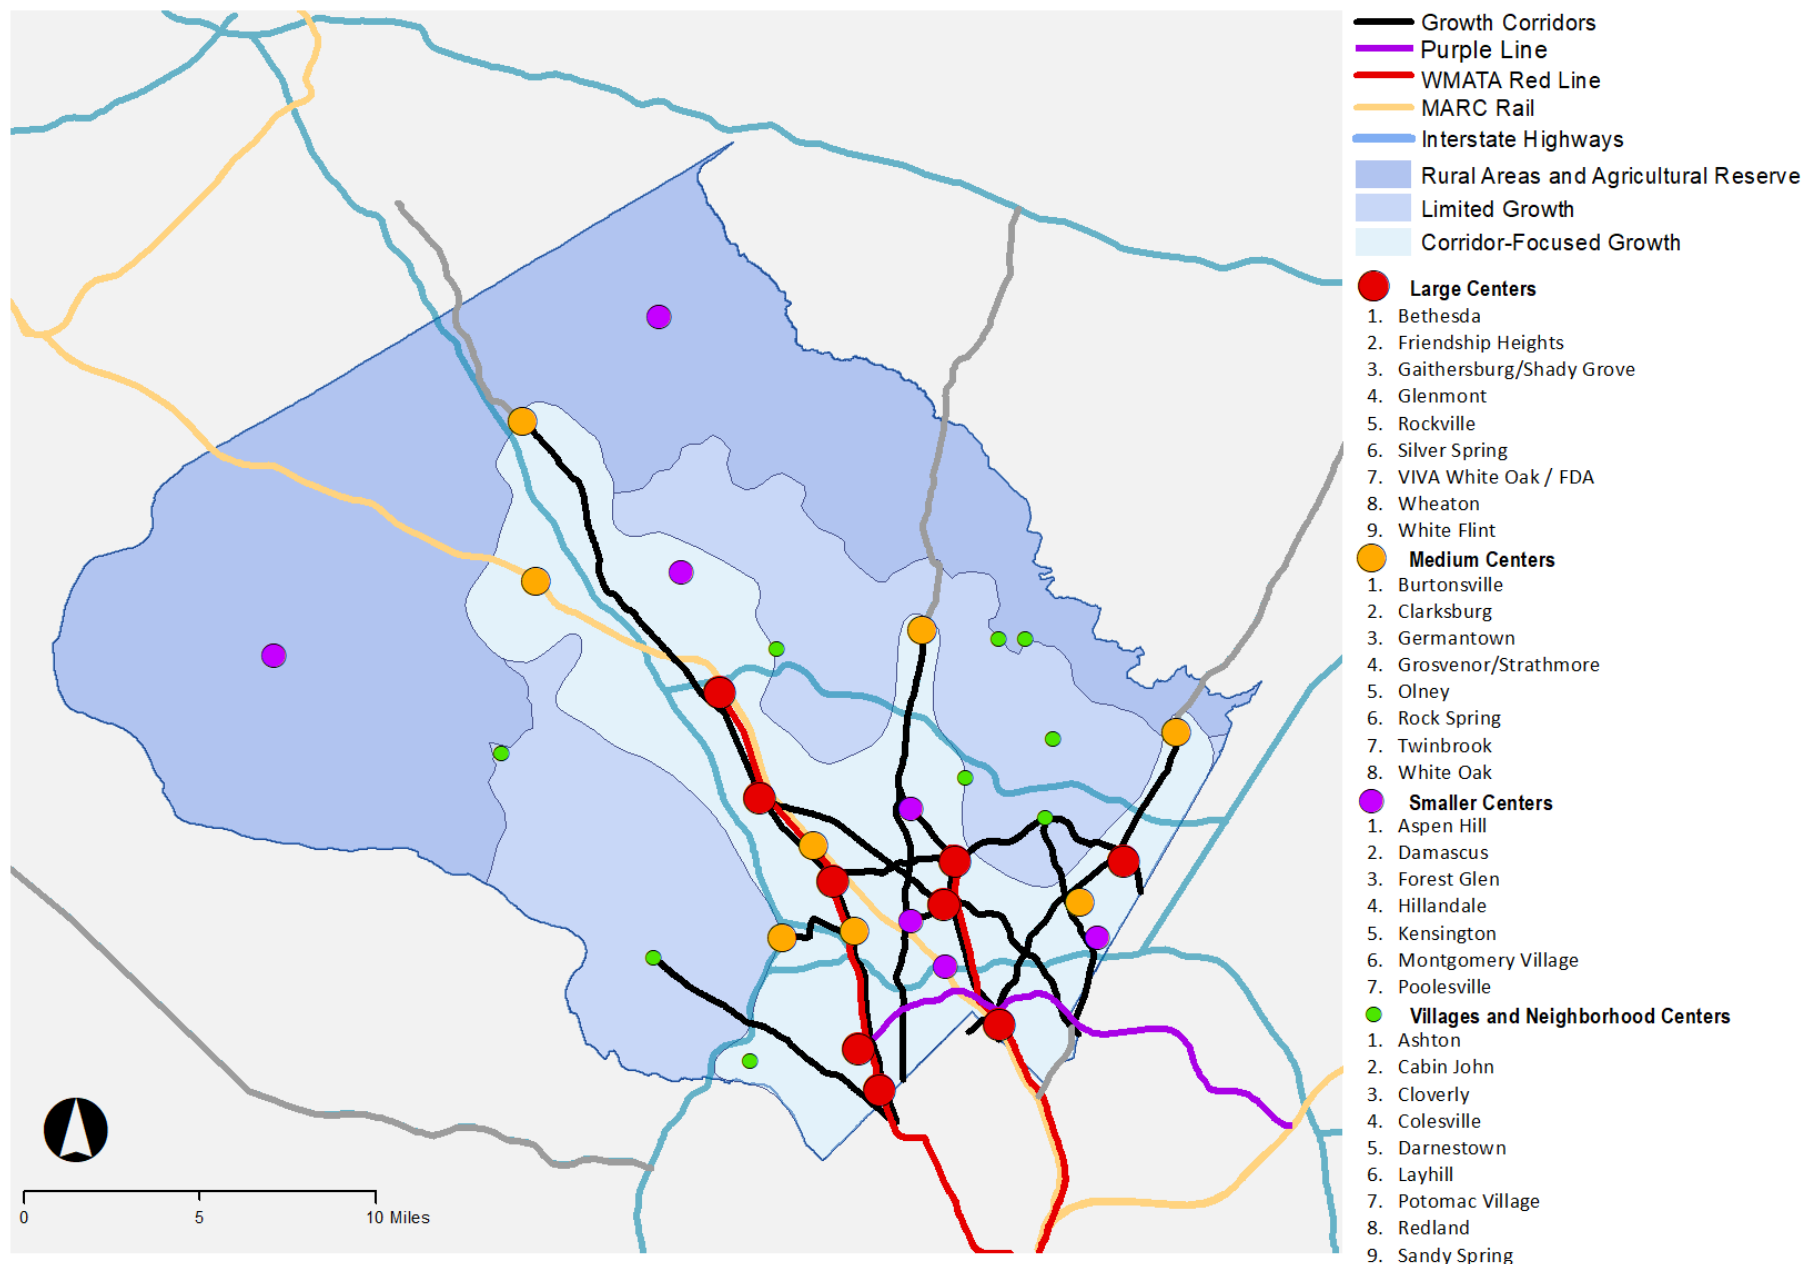 Growth Corridors
Purple Line
WMATA Red Line
MARC Rail
Interstate Highways
Rural Areas and Agricultural Reserve
Limited Growth
Corridor-Focused Growth
Large Centers
1. Bethesda
2. Friendship Heights
3. Gaithersburg/Shady Grove
4. Glenmont
5. Rockville
6. Silver Spring
7. VIVA White Oak / FDA
8. Wheaton
9. White Flint
Medium Centers
1. Burtonsville
2. Clarksburg
3. Germantown
4. Grosvenor/Strathmore
5. Olney
6. Rock Spring
7. Twinbrook
8. White Oak
Smaller Centers
1. Aspen Hill
2. Damascus
3. Forest Glen
4. Hillandale
5. Kensington
6. Montgomery Village
7. Poolesville
Villages and Neighborhood Centers
1. Ashton
2. Cabin John
3. Cloverly
4. Colesville
5. Darnestown
6. Layhill
7. Potomac Village
8. Redland
9. Sandy Spring
0 5 10 Miles